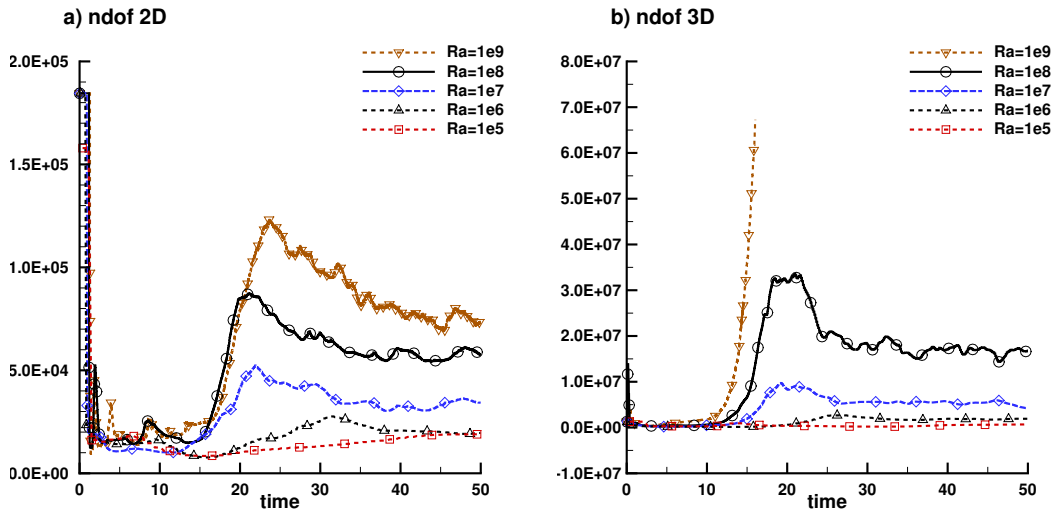 a) ndof 2D
Ra=1e9
Ra=1e8
Ra=1e7
Ra=1e6
Ra=1e5
2.0E+05
1.5E+05
1.0E+05
5.0E+04
0.0E+00
0 10 20 30 40 50
time
b) ndof 3D
Ra=1e9
Ra=1e8
Ra=1e7
Ra=1e6
Ra=1e5
8.0E+07
7.0E+07
6.0E+07
5.0E+07
4.0E+07
3.0E+07
2.0E+07
1.0E+07
0.0E+00
-1.0E+07
0 10 20 30 40 50
time